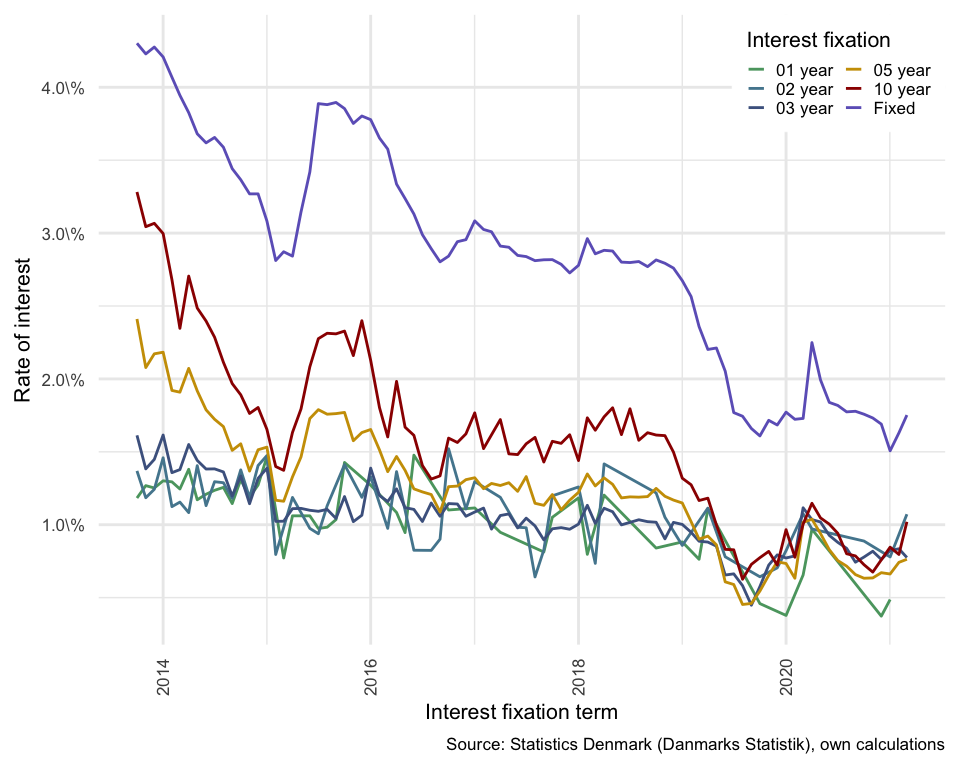 Interest fixation
01 year 05 year
02 year 10 year
03 year Fixed
4.0\%
3.0\%
2.0\%
1.0\%
Rate of interest
2014 2016 2018 2020
Interest fixation term
Source: Statistics Denmark (Danmarks Statistik), own calculations